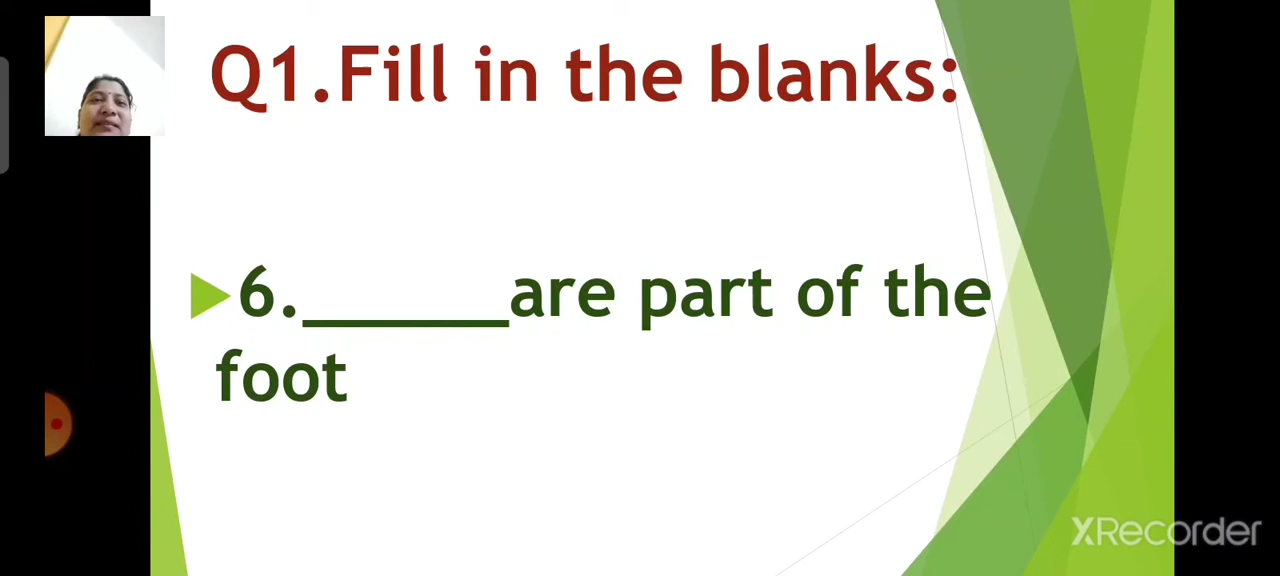 Q1.Fill in the blanks:
6.______are part of the
foot
XRecorder